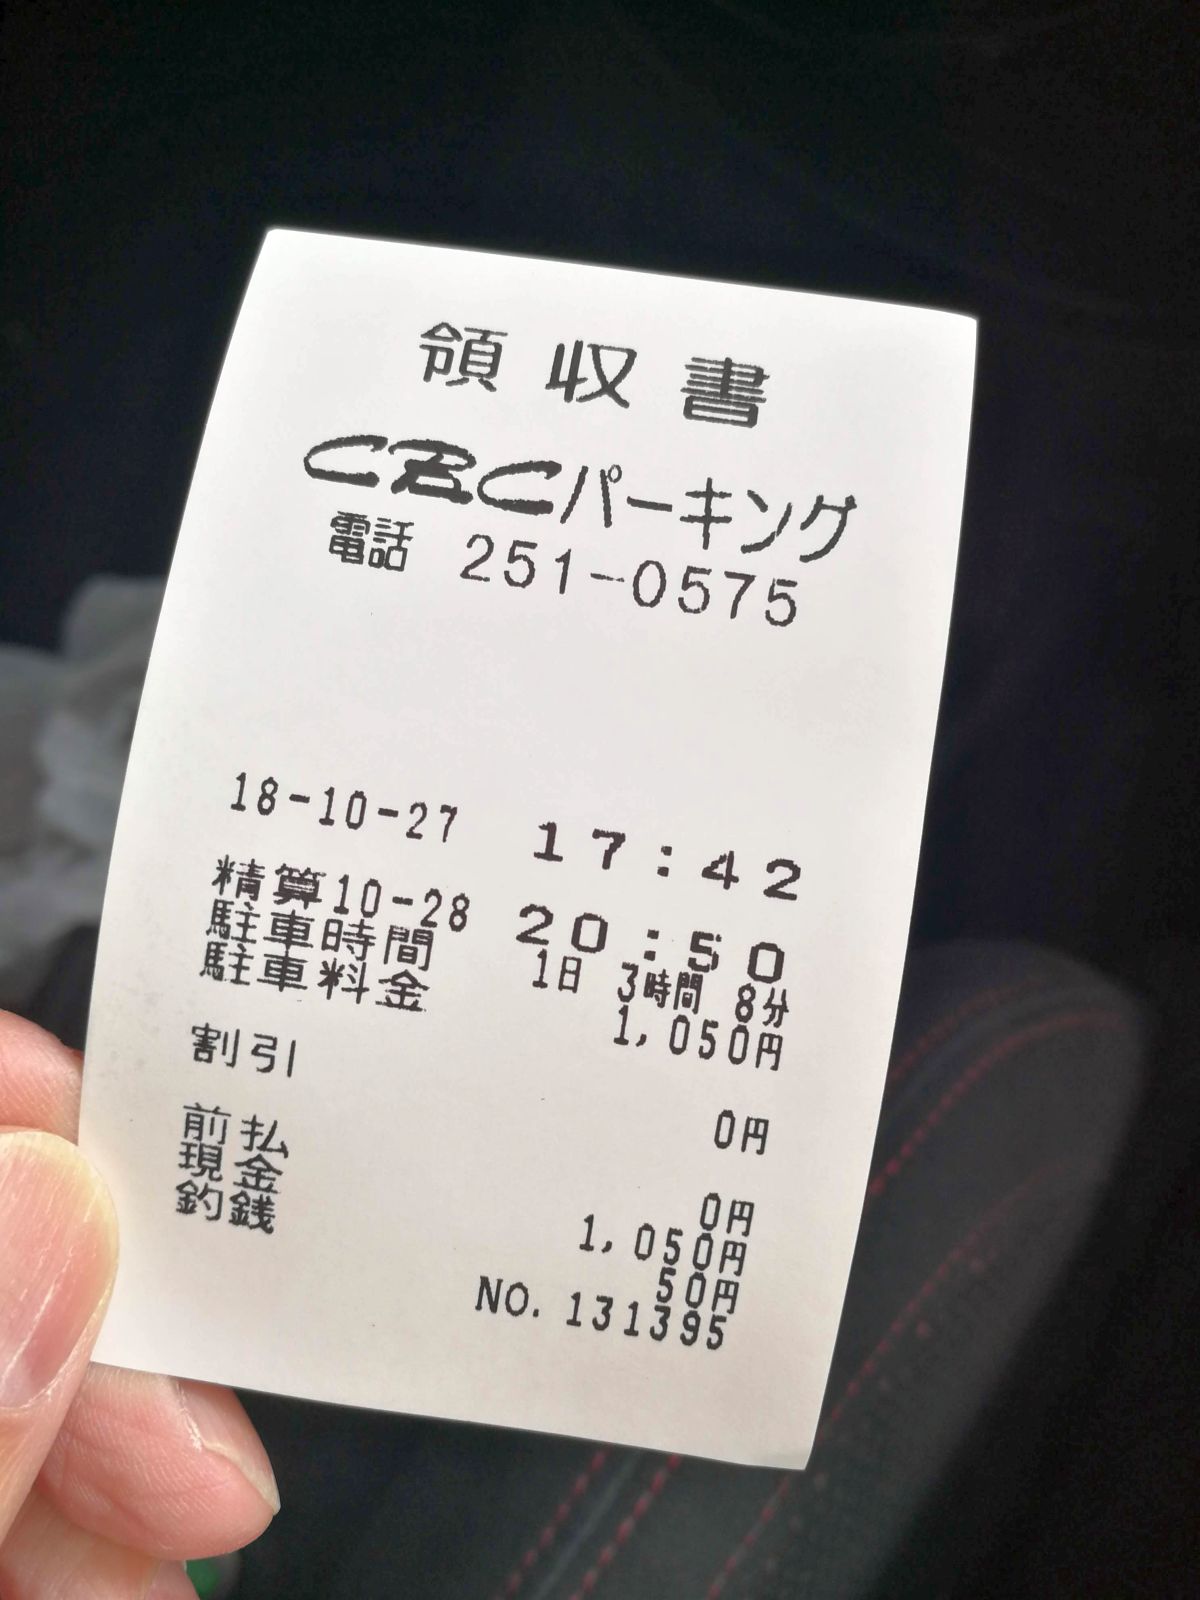 領収書
CBCパーキング
電話 251-0575
18-10-27 17:42
精算10-28 20:50
駐車時間 1日 3時間 8分
駐車料金 1,050円
割引 0円
前払 0円
現金 1,050円
釣銭 50円
NO.131395